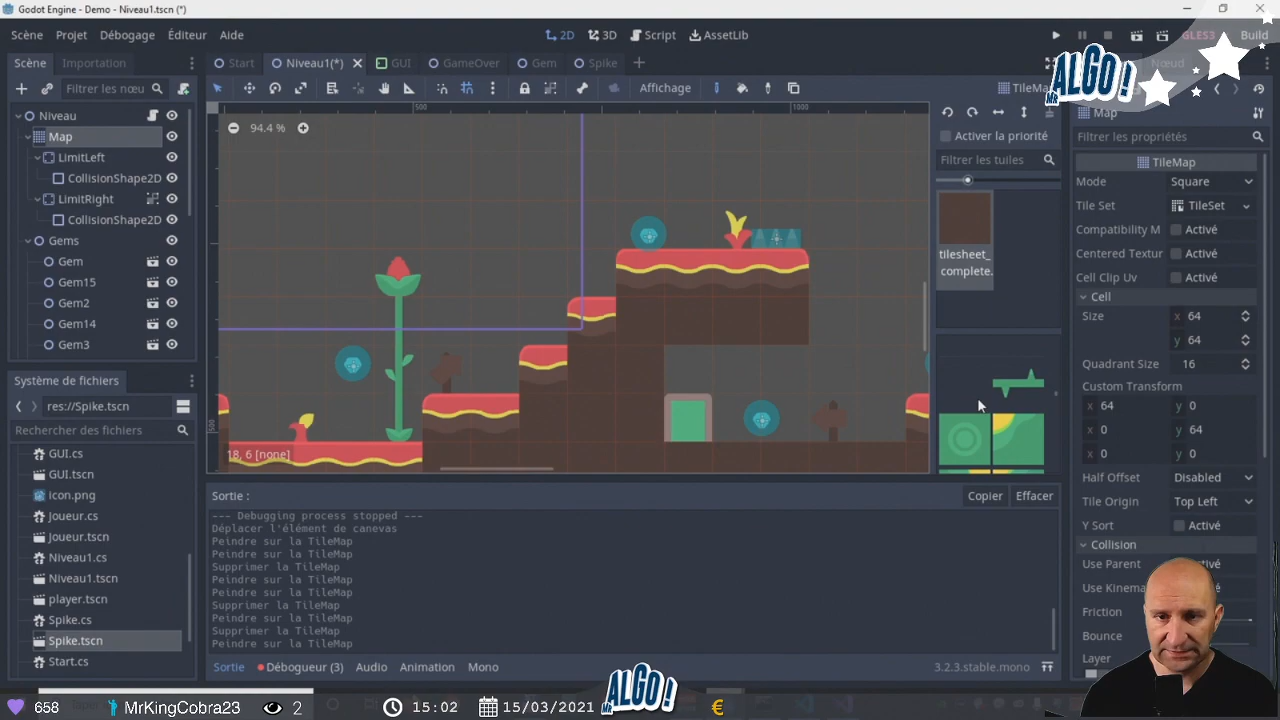 Godot Engine - Demo - Niveau1.tscn (*)
Scène Projet Débogage Éditeur Aide
2D 3D Script AssetLib
GLES3 Build
Scène Importation
Start Niveau1(*) GUI GameOver Gem Spike
Nœud
MR ALGO!
Filtrer les nœu
Affichage
TileMa
Niveau
Map
LimitLeft
CollisionShape2D
LimitRight
CollisionShape2D
Gems
Gem
Gem15
Gem2
Gem14
Gem3
500
1000
94.4 %
500
18, 6 [none]
Activer la priorité
Filtrer les tuiles
tilesheet_
complete.
Map
Filtrer les propriétés
TileMap
Mode Square
Tile Set TileSet
Compatibility M Activé
Centered Textur Activé
Cell Clip Uv Activé
Cell
Size x 64
y 64
Quadrant Size 16
Custom Transform
x 64 y 0
x 0 y 64
x 0 y 0
Half Offset Disabled
Tile Origin Top Left
Y Sort Activé
Collision
Use Parent
Use Kinema
Friction
Bounce
Layer
Système de fichiers
res://Spike.tscn
Rechercher des fichiers
GUI.cs
GUI.tscn
icon.png
Joueur.cs
Joueur.tscn
Niveau1.cs
Niveau1.tscn
player.tscn
Spike.cs
Spike.tscn
Start.cs
Sortie :
Copier Effacer
--- Debugging process stopped ---
Déplacer l'élément de canevas
Peindre sur la TileMap
Peindre sur la TileMap
Supprimer la TileMap
Peindre sur la TileMap
Peindre sur la TileMap
Supprimer la TileMap
Peindre sur la TileMap
Supprimer la TileMap
Peindre sur la TileMap
Sortie Débogueur (3) Audio Animation Mono
3.2.3.stable.mono
658 MrKingCobra23 2 15:02 15/03/2021 MR ALGO! €